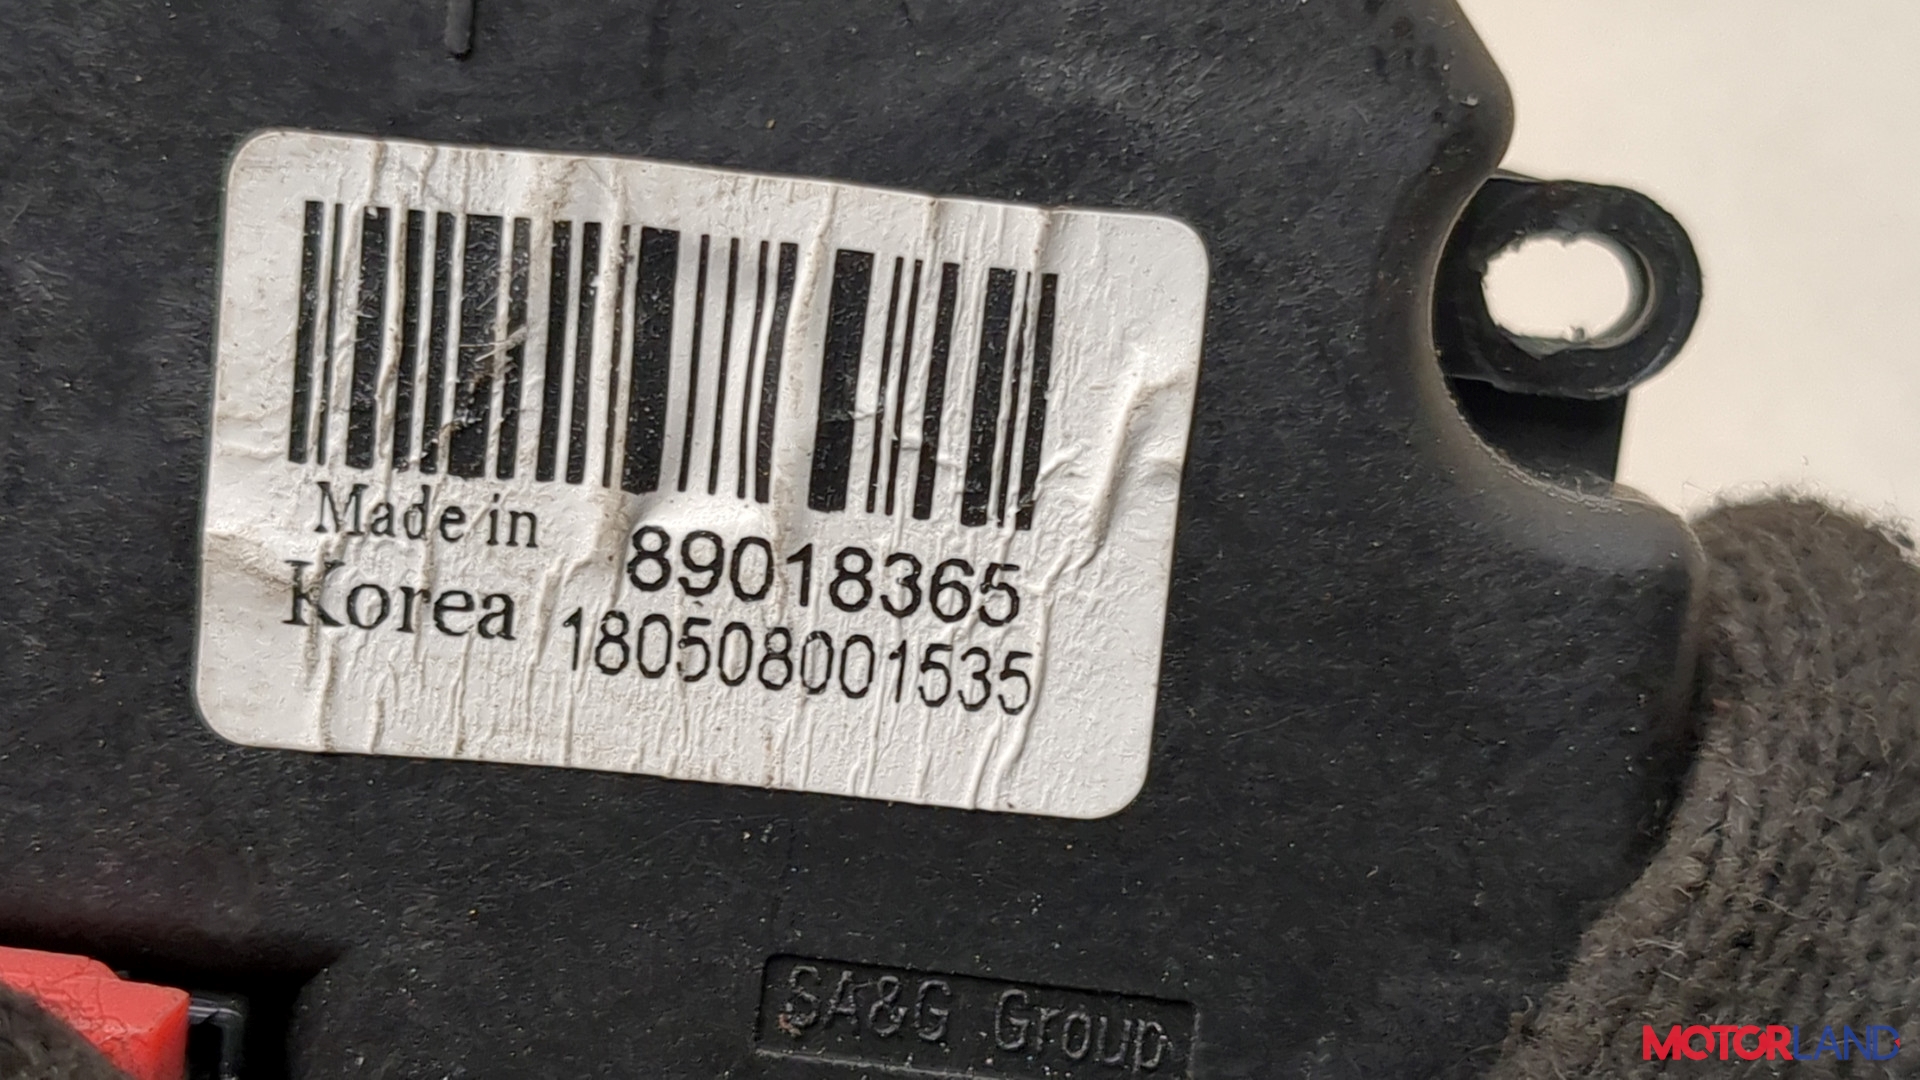 Made in
Korea
89018365
180508001535
SA&G Group
MOTORLAND